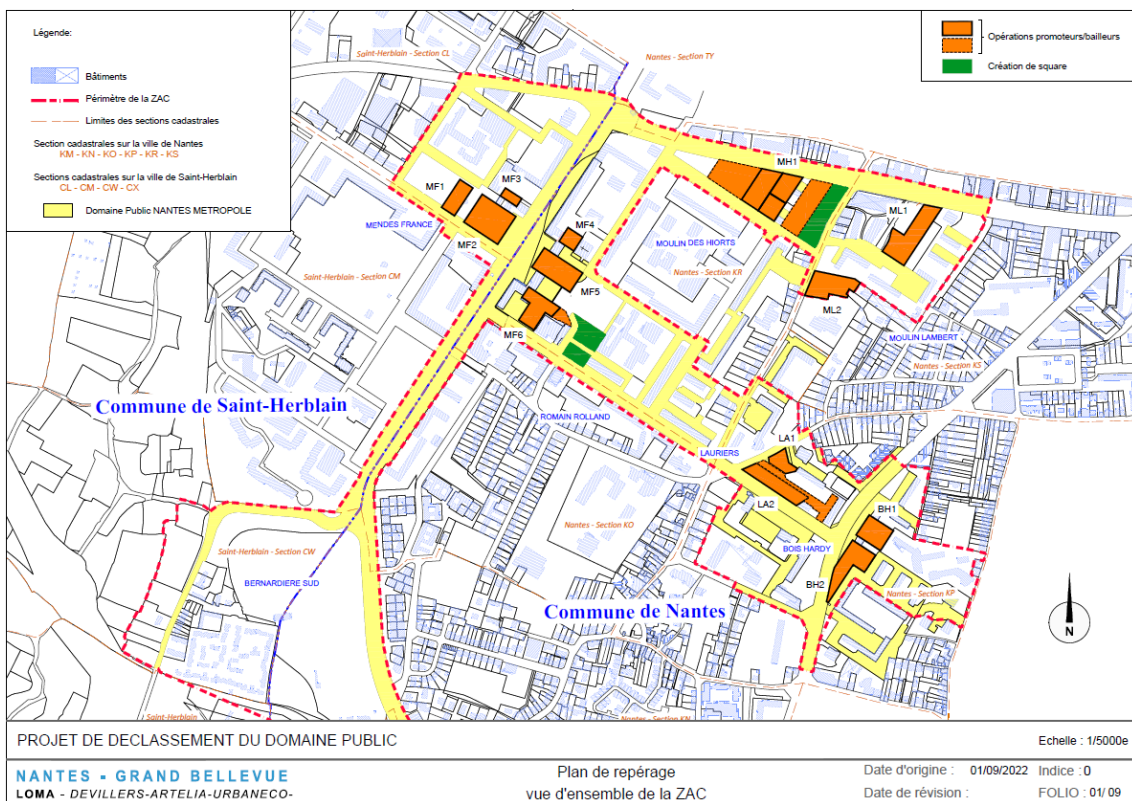 Légende:
Bâtiments
Périmètre de la ZAC
Limites des sections cadastrales
Section cadastrales sur la ville de Nantes
KM - KN - KO - KP - KR - KS
Sections cadastrales sur la ville de Saint-Herblain
CL - CM - CW - CX
Domaine Public NANTES METROPOLE
Opérations promoteurs/bailleurs
Création de square
Saint-Herblain - Section CL
Nantes - Section TY
MH1
MF1
MF3
ML1
MENDES FRANCE
MF4
MF2
MOULIN DES HIORTS
Saint-Herblain - Section CM
Nantes - Section KR
MF5
ML2
MF6
MOULIN LAMBERT
Nantes - Section KS
Commune de Saint-Herblain
ROMAIN ROLLAND
LA1
LAURIERS
LA2
BH1
Nantes - Section KO
Saint-Herblain - Section CW
BOIS HARDY
BERNARDIERE SUD
BH2
Nantes - Section KP
Commune de Nantes
N
Saint-Herblain
Nantes - Section KN
PROJET DE DECLASSEMENT DU DOMAINE PUBLIC
Echelle : 1/5000e
NANTES - GRAND BELLEVUE
LOMA - DEVILLERS-ARTELIA-URBANECO-
Plan de repérage
vue d'ensemble de la ZAC
Date d'origine : 01/09/2022 Indice : 0
Date de révision : FOLIO : 01/ 09